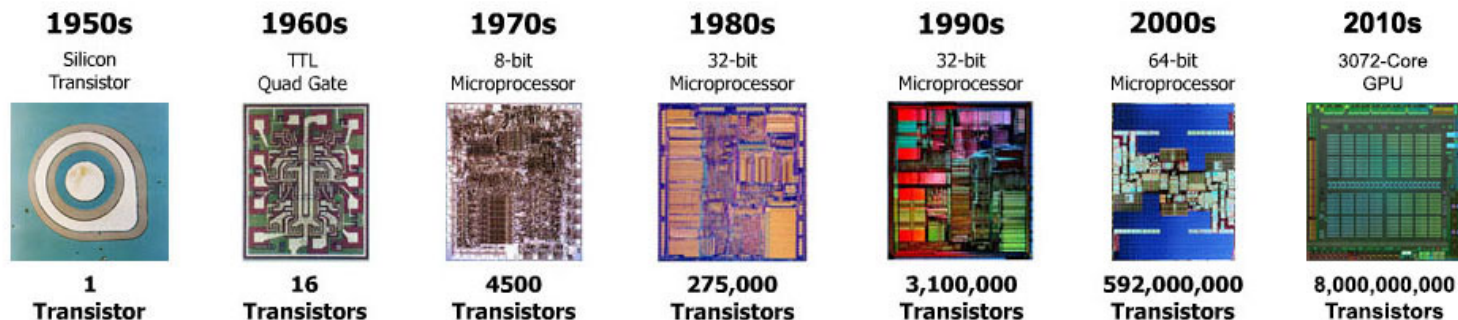 1950s
Silicon
Transistor
1
Transistor
1960s
TTL
Quad Gate
16
Transistors
1970s
8-bit
Microprocessor
4500
Transistors
1980s
32-bit
Microprocessor
275,000
Transistors
1990s
32-bit
Microprocessor
3,100,000
Transistors
2000s
64-bit
Microprocessor
592,000,000
Transistors
2010s
3072-Core
GPU
8,000,000,000
Transistors